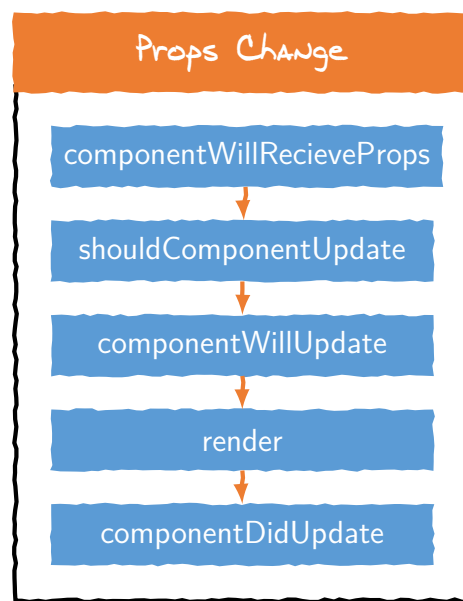 Props Change
componentWillRecieveProps
shouldComponentUpdate
componentWillUpdate
render
componentDidUpdate